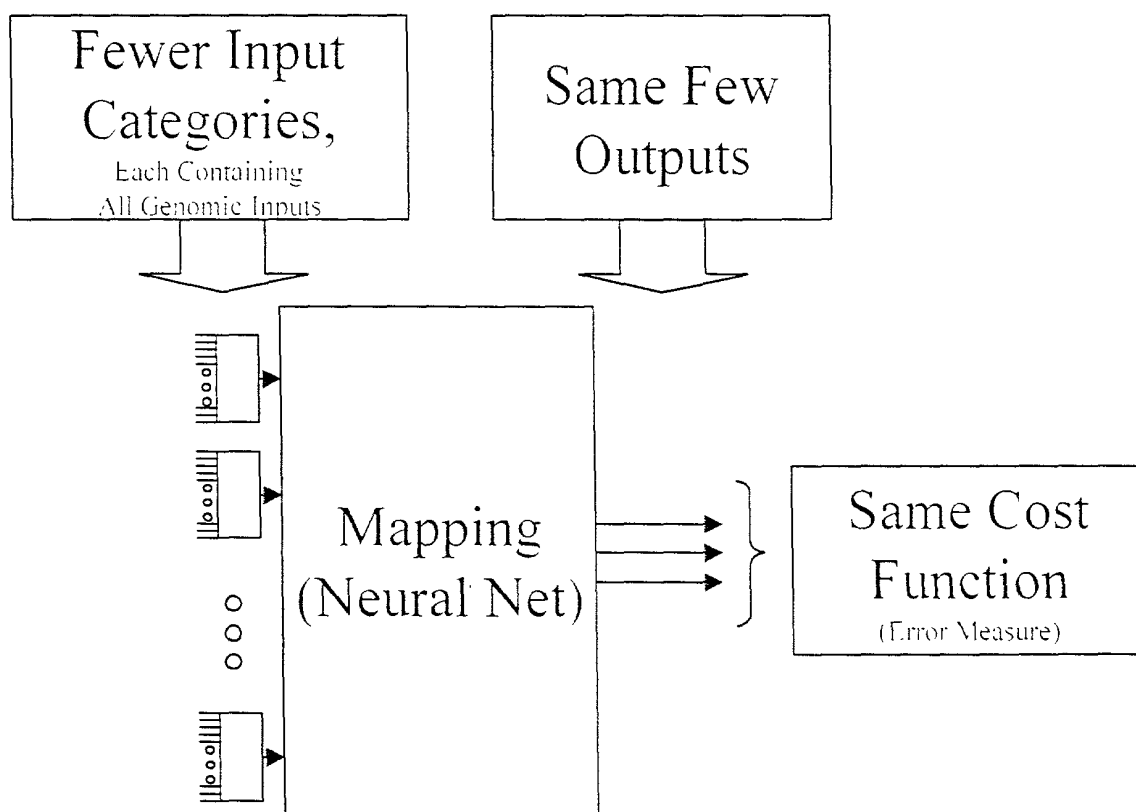 Fewer Input
Categories,
Each Containing
All Genomic Inputs
Same Few
Outputs
Mapping
(Neural Net)
Same Cost
Function
(Error Measure)